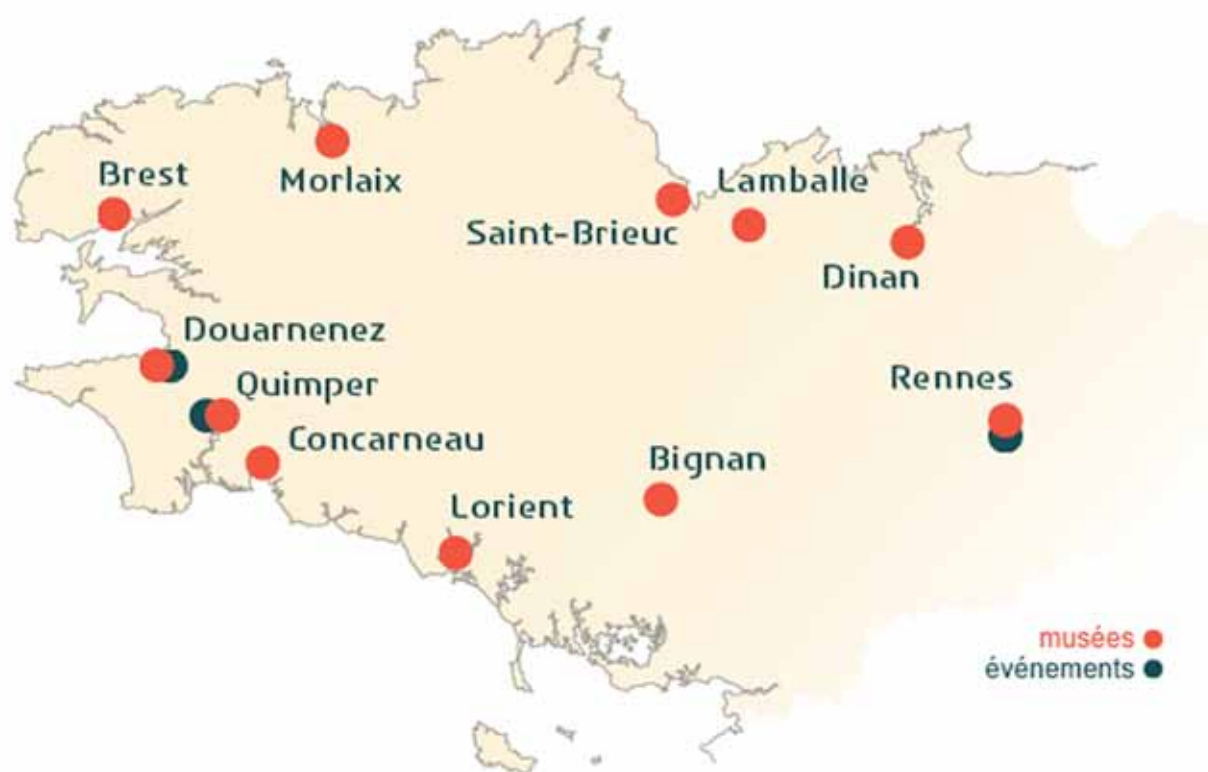 Brest
Morlaix
Lamballe
Saint-Brieuc
Dinan
Douarnenez
Quimper
Rennes
Concarneau
Bignan
Lorient
musées
événements